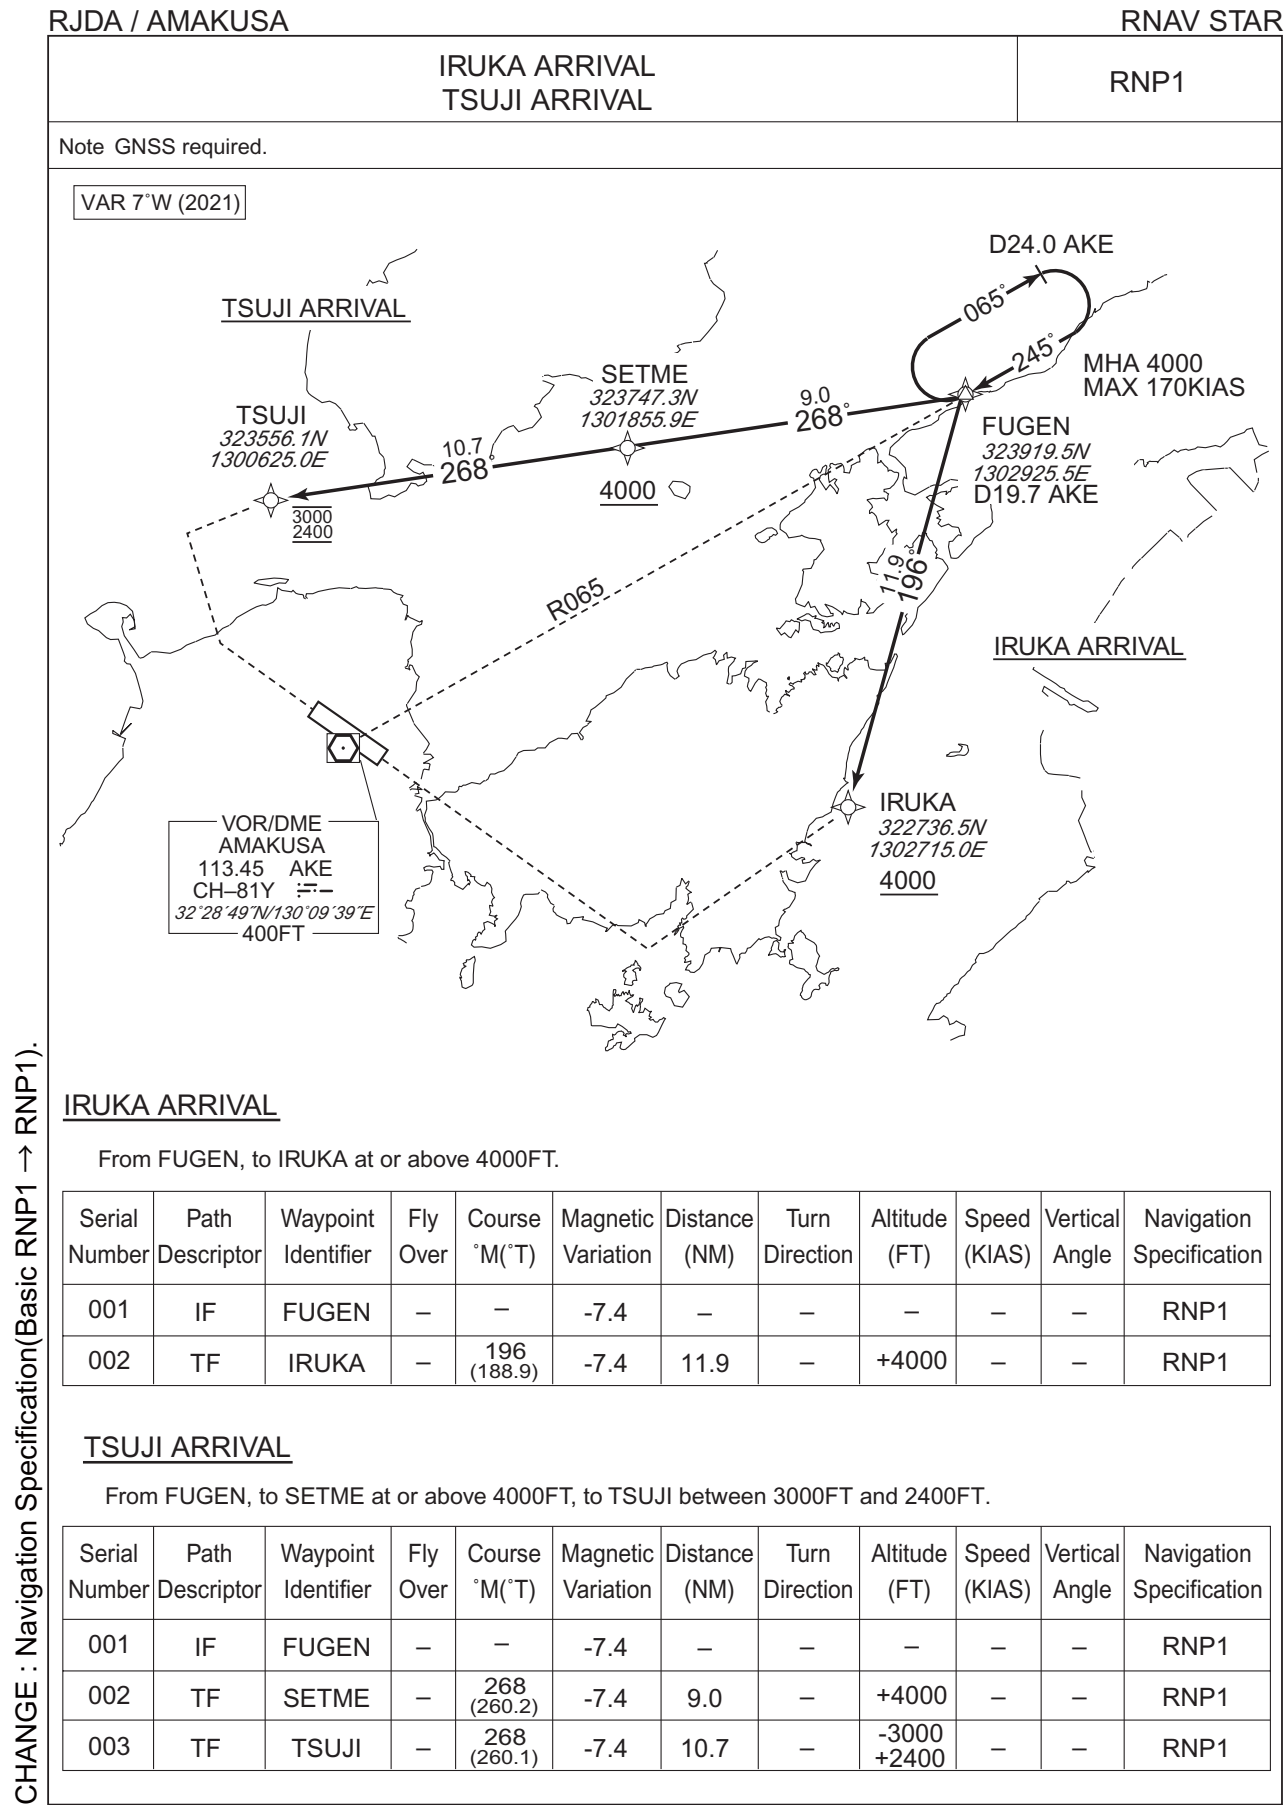 RJDA / AMAKUSA
RNAV STAR
IRUKA ARRIVAL
TSUJI ARRIVAL
RNP1
Note GNSS required.
VAR 7˚W (2021)
D24.0 AKE
065˚
245˚
MHA 4000
MAX 170KIAS
TSUJI ARRIVAL
SETME
323747.3N
1301855.9E
4000
9.0
268˚
TSUJI
323556.1N
1300625.0E
3000
2400
10.7
268˚
FUGEN
323919.5N
1302925.5E
D19.7 AKE
R065
11.9
196˚
IRUKA ARRIVAL
IRUKA
322736.5N
1302715.0E
4000
VOR/DME
AMAKUSA
113.45 AKE
CH–81Y
32˚28´49˝N/130˚09´39˝E
400FT
IRUKA ARRIVAL
From FUGEN, to IRUKA at or above 4000FT.
Serial Path Waypoint Fly Course Magnetic Distance Turn Altitude Speed Vertical Navigation
Number Descriptor Identifier Over ˚M(˚T) Variation (NM) Direction (FT) (KIAS) Angle Specification
001 IF FUGEN – – -7.4 – – – – – RNP1
002 TF IRUKA – 196 (188.9) -7.4 11.9 – +4000 – – RNP1
TSUJI ARRIVAL
From FUGEN, to SETME at or above 4000FT, to TSUJI between 3000FT and 2400FT.
Serial Path Waypoint Fly Course Magnetic Distance Turn Altitude Speed Vertical Navigation
Number Descriptor Identifier Over ˚M(˚T) Variation (NM) Direction (FT) (KIAS) Angle Specification
001 IF FUGEN – – -7.4 – – – – – RNP1
002 TF SETME – 268 (260.2) -7.4 9.0 – +4000 – – RNP1
003 TF TSUJI – 268 (260.1) -7.4 10.7 – -3000 +2400 – – RNP1
CHANGE : Navigation Specification(Basic RNP1 → RNP1).